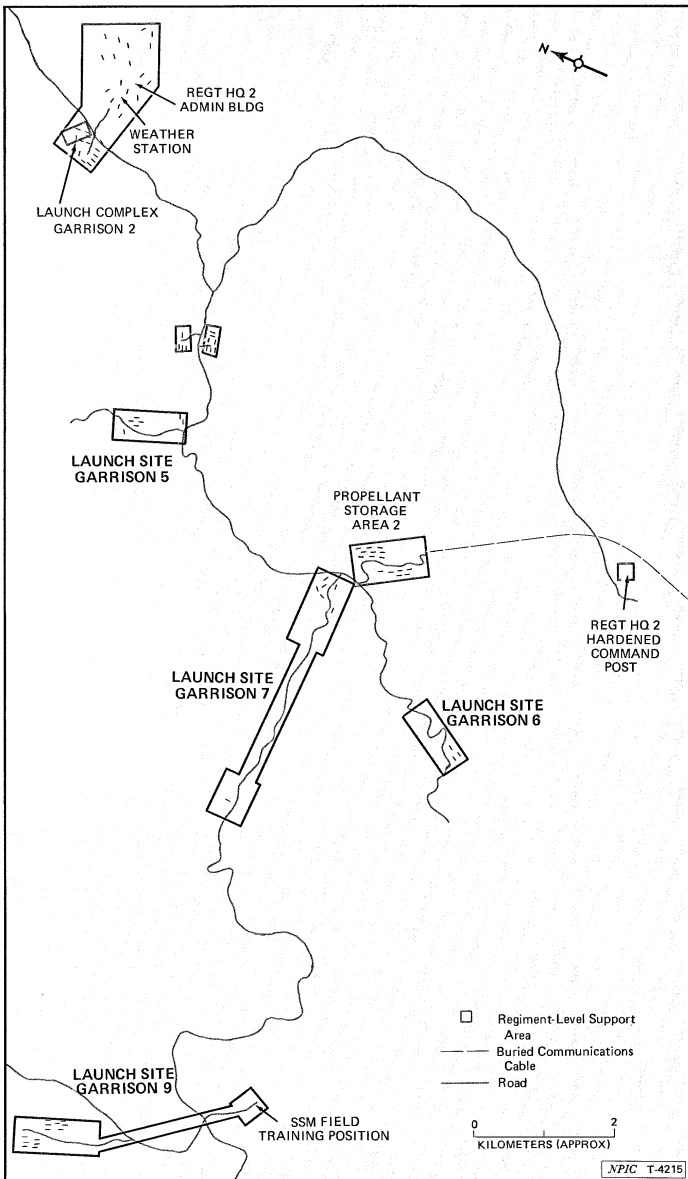 N
REGT HQ 2
ADMIN BLDG
WEATHER
STATION
LAUNCH COMPLEX
GARRISON 2
LAUNCH SITE
GARRISON 5
PROPELLANT
STORAGE
AREA 2
REGT HQ 2
HARDENED
COMMAND
POST
LAUNCH SITE
GARRISON 7
LAUNCH SITE
GARRISON 6
LAUNCH SITE
GARRISON 9
SSM FIELD
TRAINING POSITION
Regiment-Level Support
Area
Buried Communications
Cable
Road
0 2
KILOMETERS (APPROX)
NPIC T-4215